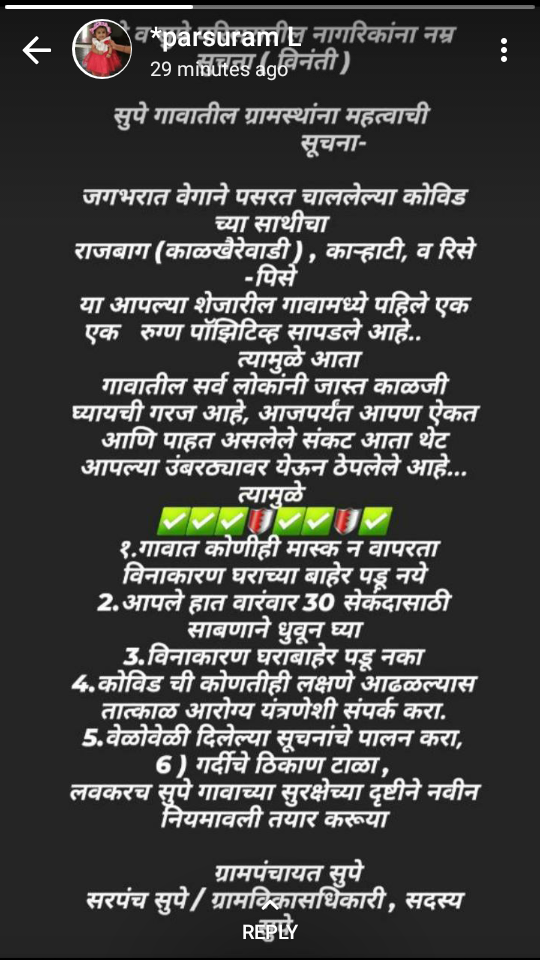 *parsuram L
29 minutes ago
व
नागरिकांना नम्र
सूचना ( विनंती )
सुपे गावातील ग्रामस्थांना महत्वाची
सूचना-
जगभरात वेगाने पसरत चाललेल्या कोविड
च्या साथीचा
राजबाग (काळखैरेवाडी ) , काऱ्हाटी, व रिसे
-पिसे
या आपल्या शेजारील गावामध्ये पहिले एक
एक रुग्ण पॉझिटिव्ह सापडले आहे..
त्यामुळे आता
गावातील सर्व लोकांनी जास्त काळजी
घ्यायची गरज आहे, आजपर्यंत आपण ऐकत
आणि पाहत असलेले संकट आता थेट
आपल्या उंबरठ्यावर येऊन ठेपलेले आहे...
त्यामुळे
१.गावात कोणीही मास्क न वापरता
विनाकारण घराच्या बाहेर पडू नये
2.आपले हात वारंवार 30 सेकंदासाठी
साबणाने धुवून घ्या
3.विनाकारण घराबाहेर पडू नका
4.कोविड ची कोणतीही लक्षणे आढळल्यास
तात्काळ आरोग्य यंत्रणेशी संपर्क करा.
5.वेळोवेळी दिलेल्या सूचनांचे पालन करा,
6 ) गर्दीचे ठिकाण टाळा ,
लवकरच सुपे गावाच्या सुरक्षेच्या दृष्टीने नवीन
नियमावली तयार करूया
ग्रामपंचायत सुपे
सरपंच सुपे / ग्रामविकासधिकारी , सदस्य
सुपे
REPLY